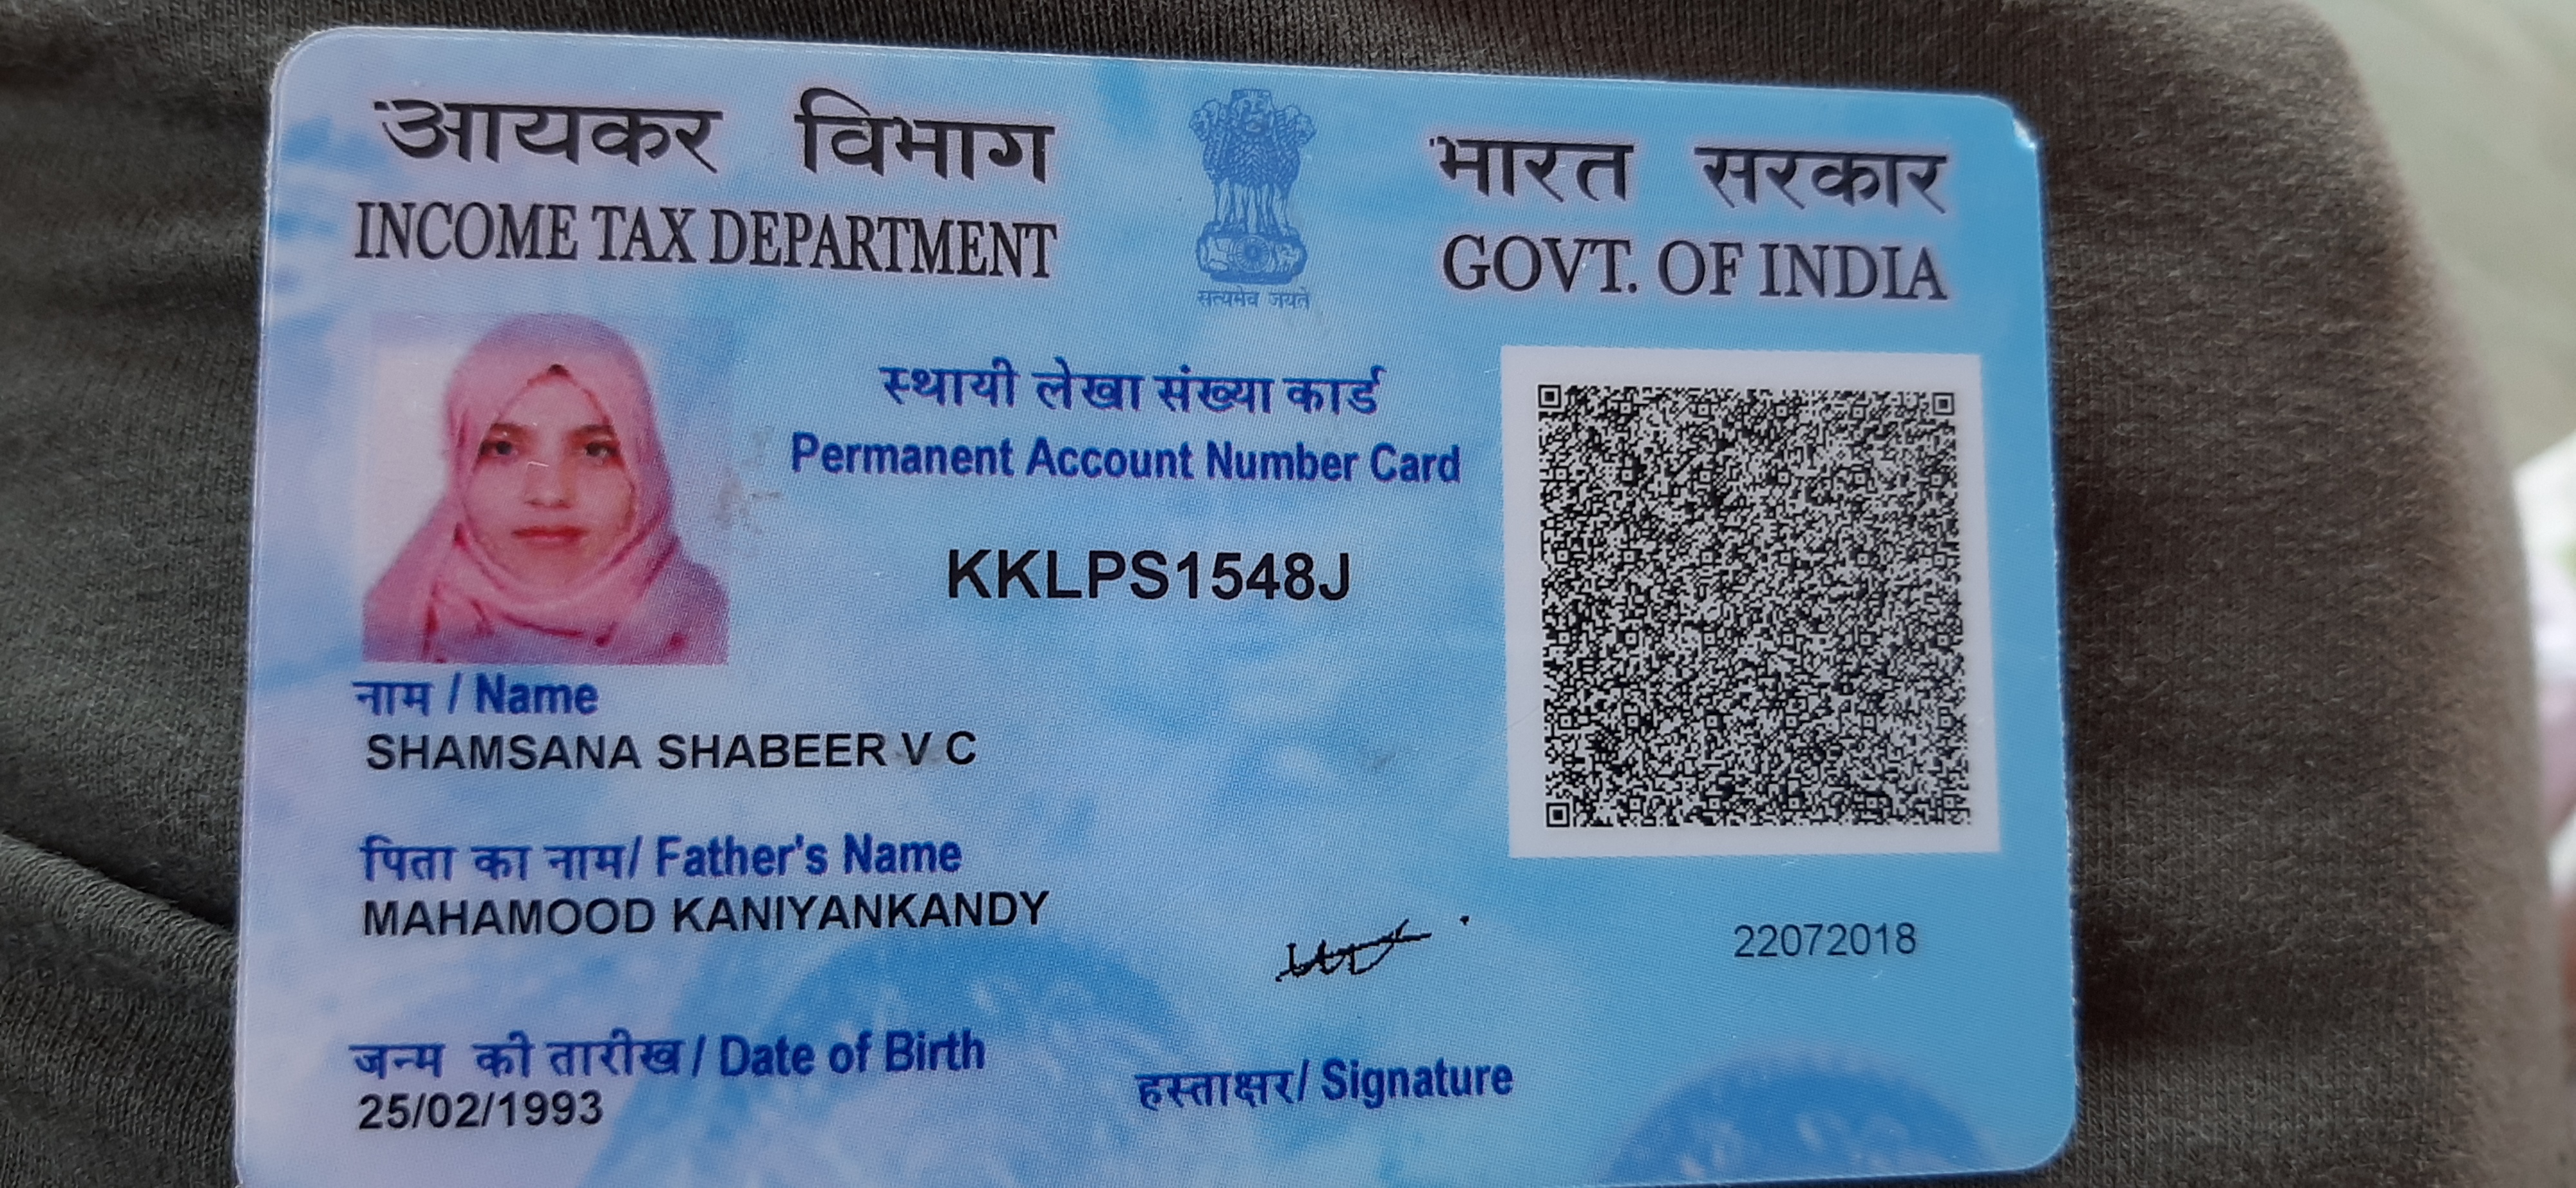 आयकर विभाग
INCOME TAX DEPARTMENT
सत्यमेव जयते
भारत सरकार
GOVT. OF INDIA
स्थायी लेखा संख्या कार्ड
Permanent Account Number Card
KKLPS1548J
नाम / Name
SHAMSANA SHABEER V C
पिता का नाम/ Father's Name
MAHAMOOD KANIYANKANDY
22072018
जन्म की तारीख / Date of Birth
25/02/1993
हस्ताक्षर/ Signature